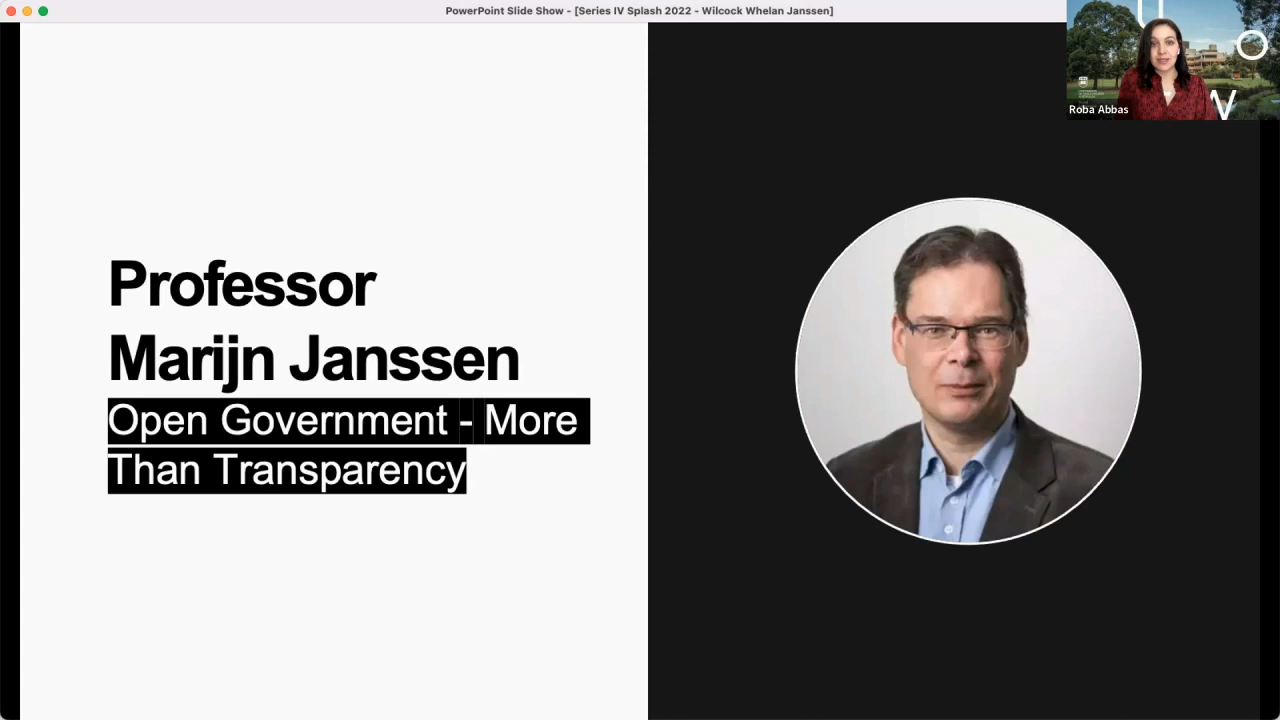 PowerPoint Slide Show - [Series IV Splash 2022 - Wilcock Whelan Janssen]
U
O
W
Roba Abbas
Professor
Marijn Janssen
Open Government - More
Than Transparency